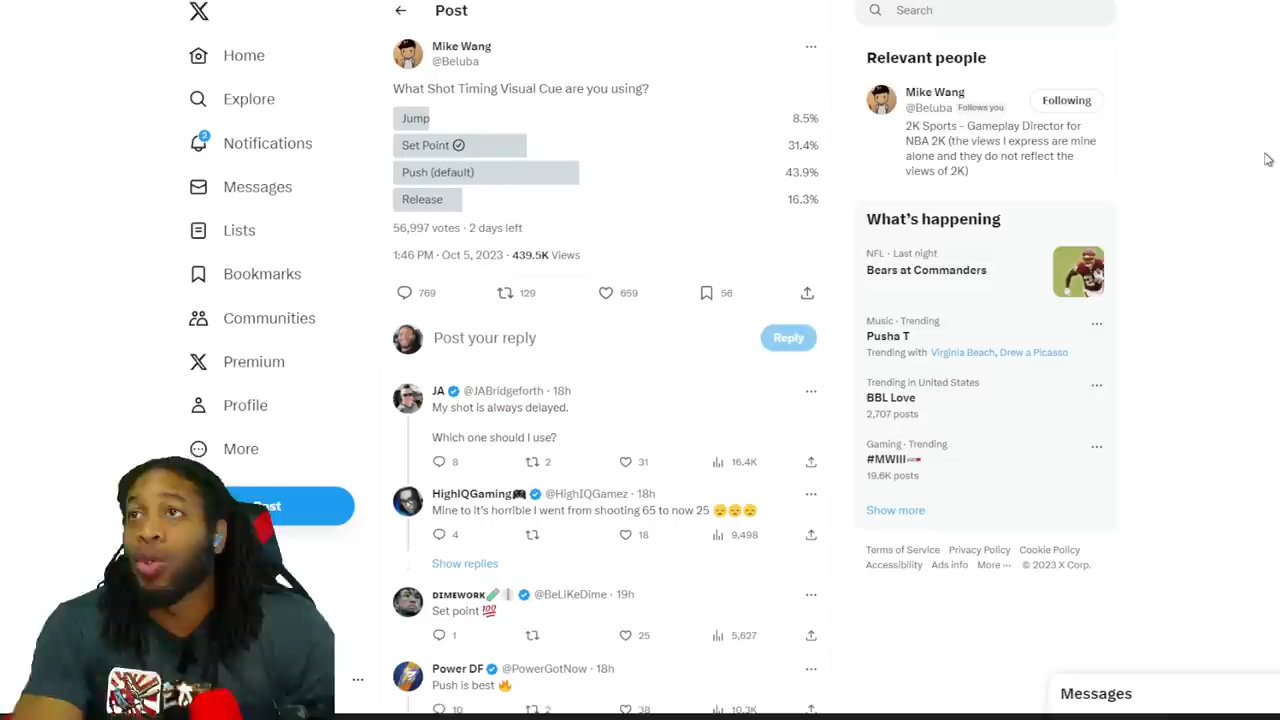 Home
Explore
2
Notifications
Messages
Lists
Bookmarks
Communities
Premium
Profile
More
Post
Post
Mike Wang
@Beluba
What Shot Timing Visual Cue are you using?
Jump 8.5%
Set Point 31.4%
Push (default) 43.9%
Release 16.3%
56,997 votes · 2 days left
1:46 PM · Oct 5, 2023 · 439.5K Views
769 129 659 56
Post your reply
Reply
JA @JABridgeforth · 18h
My shot is always delayed.
Which one should I use?
8 2 31 16.4K
HighIQGaming🎮 @HighIQGamez · 18h
Mine to it's horrible I went from shooting 65 to now 25 😔😔😔
4 18 9,498
Show replies
DIMEWORK @BeLiKeDime · 19h
Set point 💯
1 25 5,627
Power DF @PowerGotNow · 18h
Push is best 🔥
10 2 38 10.3K
Search
Relevant people
Mike Wang
@Beluba Follows you
Following
2K Sports - Gameplay Director for
NBA 2K (the views I express are mine
alone and they do not reflect the
views of 2K)
What's happening
NFL · Last night
Bears at Commanders
Music · Trending
Pusha T
Trending with Virginia Beach, Drew a Picasso
Trending in United States
BBL Love
2,707 posts
Gaming · Trending
#MWIII
19.6K posts
Show more
Terms of Service Privacy Policy Cookie Policy
Accessibility Ads info More ··· © 2023 X Corp.
Messages